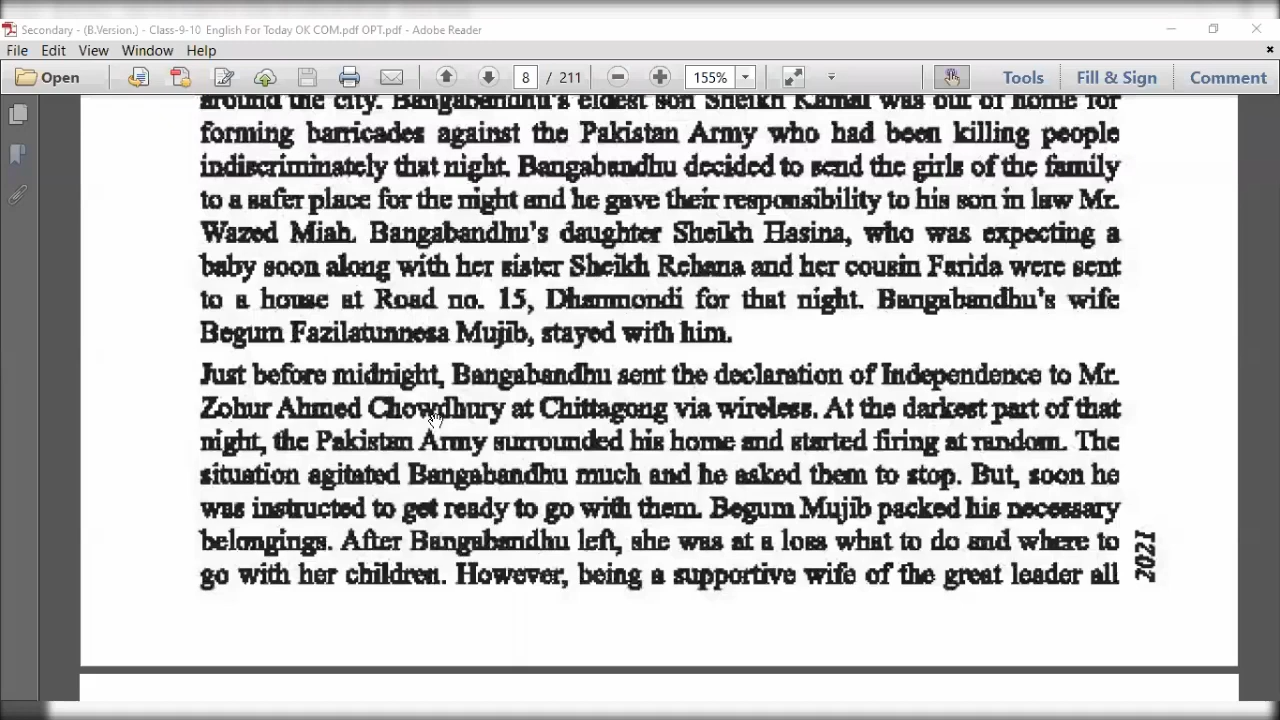 Secondary - (B.Version.) - Class-9-10 English For Today OK COM.pdf OPT.pdf - Adobe Reader
File Edit View Window Help
Open 8 / 211 155% Tools Fill & Sign Comment
around the city. Bangabandhu's eldest son Sheikh Kamal was out of home for
forming barricades against the Pakistan Army who had been killing people
indiscriminately that night. Bangabandhu decided to send the girls of the family
to a safer place for the night and he gave their responsibility to his son in law Mr.
Wazed Miah. Bangabandhu's daughter Sheikh Hasina, who was expecting a
baby soon along with her sister Sheikh Rehana and her cousin Farida were sent
to a house at Road no. 15, Dhanmondi for that night. Bangabandhu's wife
Begum Fazilatunnesa Mujib, stayed with him.
Just before midnight, Bangabandhu sent the declaration of Independence to Mr.
Zohur Ahmed Chowdhury at Chittagong via wireless. At the darkest part of that
night, the Pakistan Army surrounded his home and started firing at random. The
situation agitated Bangabandhu much and he asked them to stop. But, soon he
was instructed to get ready to go with them. Begum Mujib packed his necessary
belongings. After Bangabandhu left, she was at a loss what to do and where to
go with her children. However, being a supportive wife of the great leader all
2021